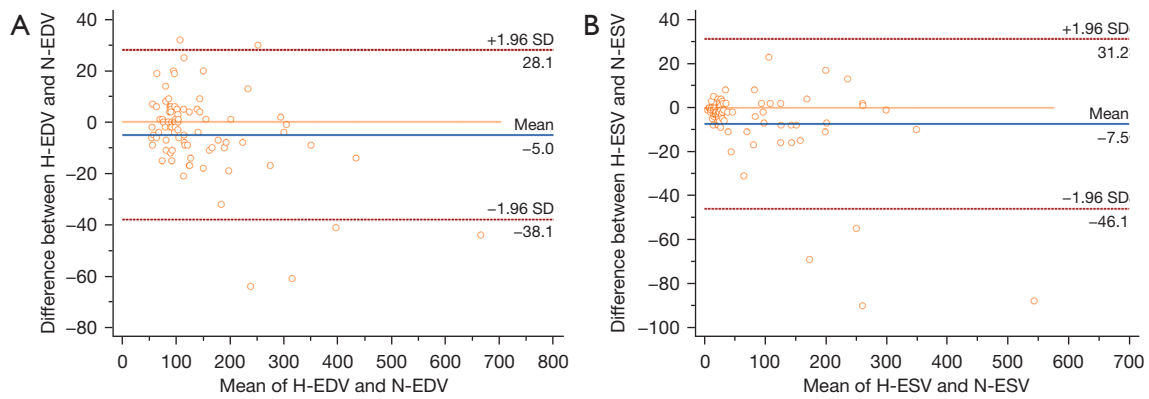 A
Difference between H-EDV and N-EDV
40
20
0
−20
−40
−60
−80
+1.96 SD
28.1
Mean
−5.0
−1.96 SD
−38.1
0 100 200 300 400 500 600 700 800
Mean of H-EDV and N-EDV
B
Difference between H-ESV and N-ESV
40
20
0
−20
−40
−60
−80
−100
+1.96 SD
31.2
Mean
−7.5
−1.96 SD
−46.1
0 100 200 300 400 500 600 700
Mean of H-ESV and N-ESV